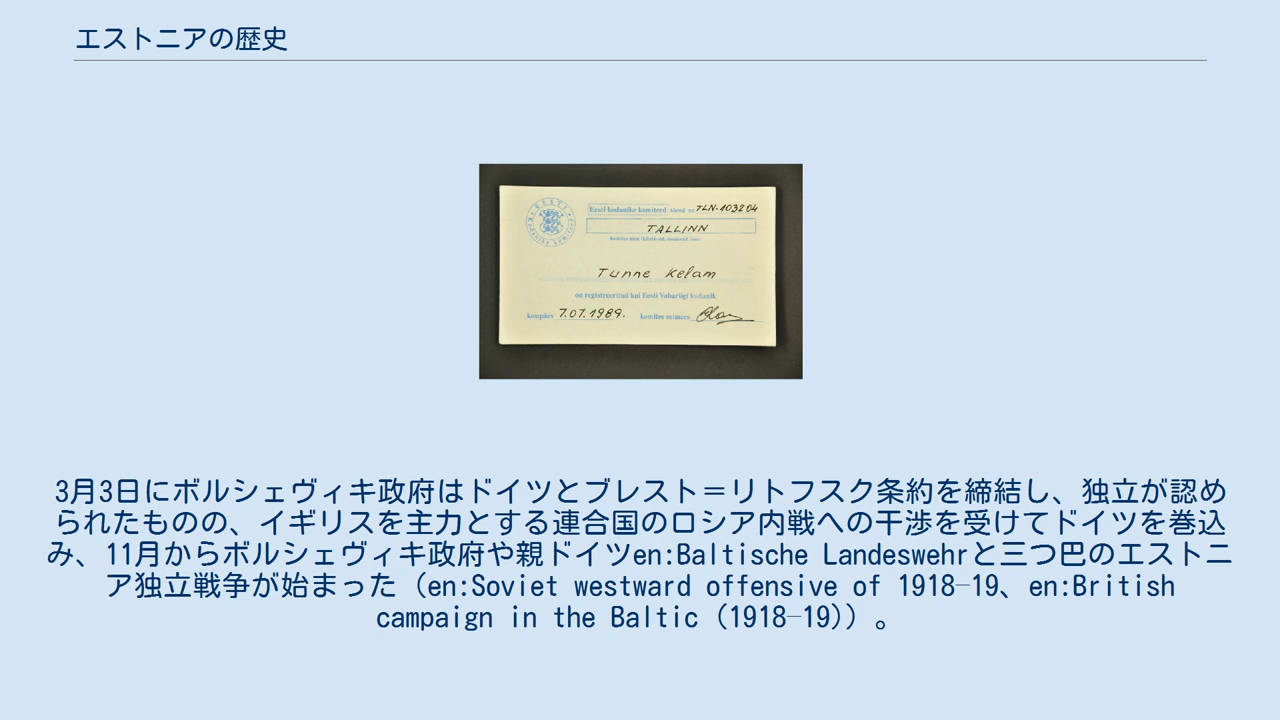 エストニアの歴史
EESTI
Eesti kodanike komiteed tõend nr. TLN-103204
TALLINN
Tunne Kelam
on registreeritud kui Eesti Vabariigi kodanik
kuupäev 7.07.1989. komitee esimees
3月3日にボルシェヴィキ政府はドイツとブレスト＝リトフスク条約を締結し、独立が認め
られたものの、イギリスを主力とする連合国のロシア内戦への干渉を受けてドイツを巻込
み、11月からボルシェヴィキ政府や親ドイツen:Baltische Landeswehrと三つ巴のエストニ
ア独立戦争が始まった（en:Soviet westward offensive of 1918–19、en:British
campaign in the Baltic (1918–19)）。